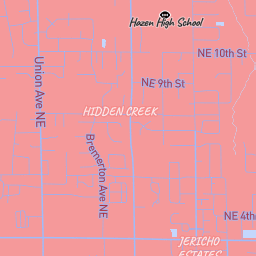 Hazen High School
NE 10th St
NE 9th St
Union Ave NE
HIDDEN CREEK
Bremerton Ave NE
NE 4th
JERICHO
ESTATES